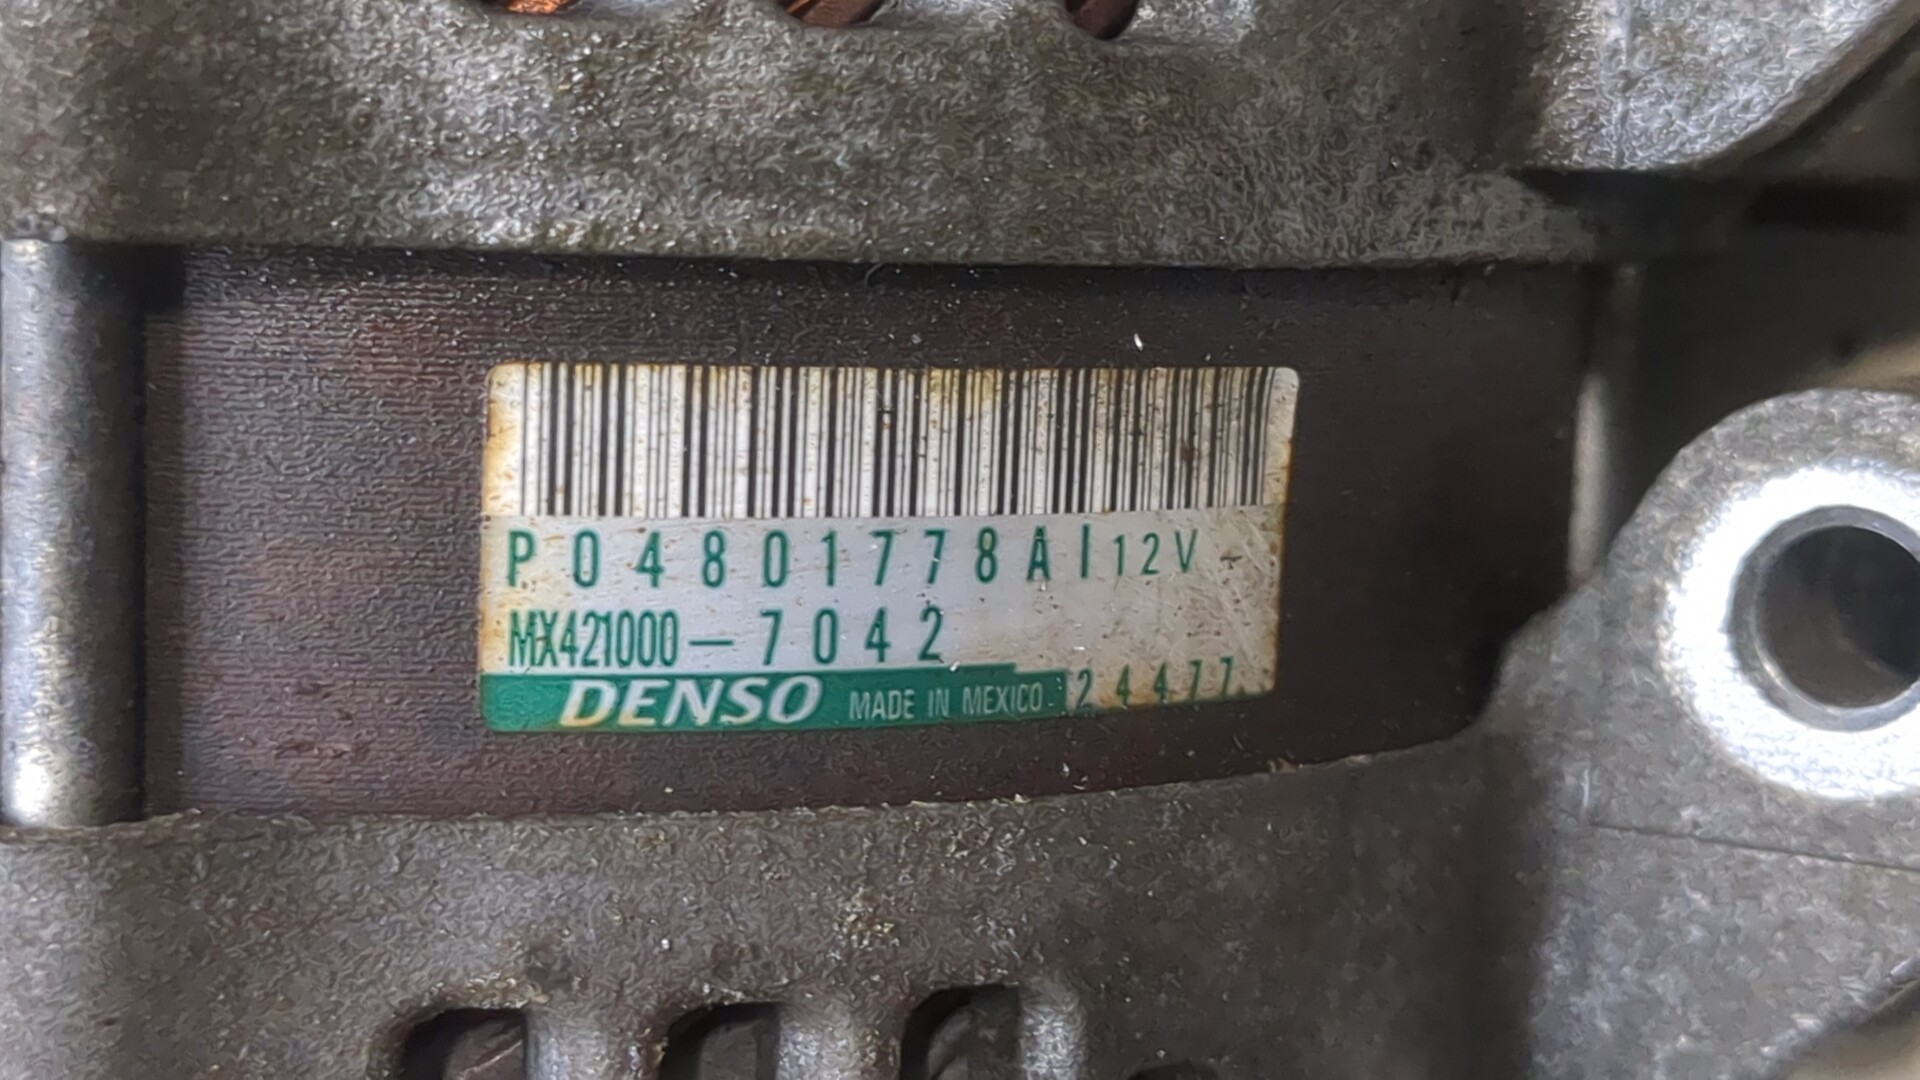 P04801778AI 12V
MX421000-7042
DENSO MADE IN MEXICO 24477